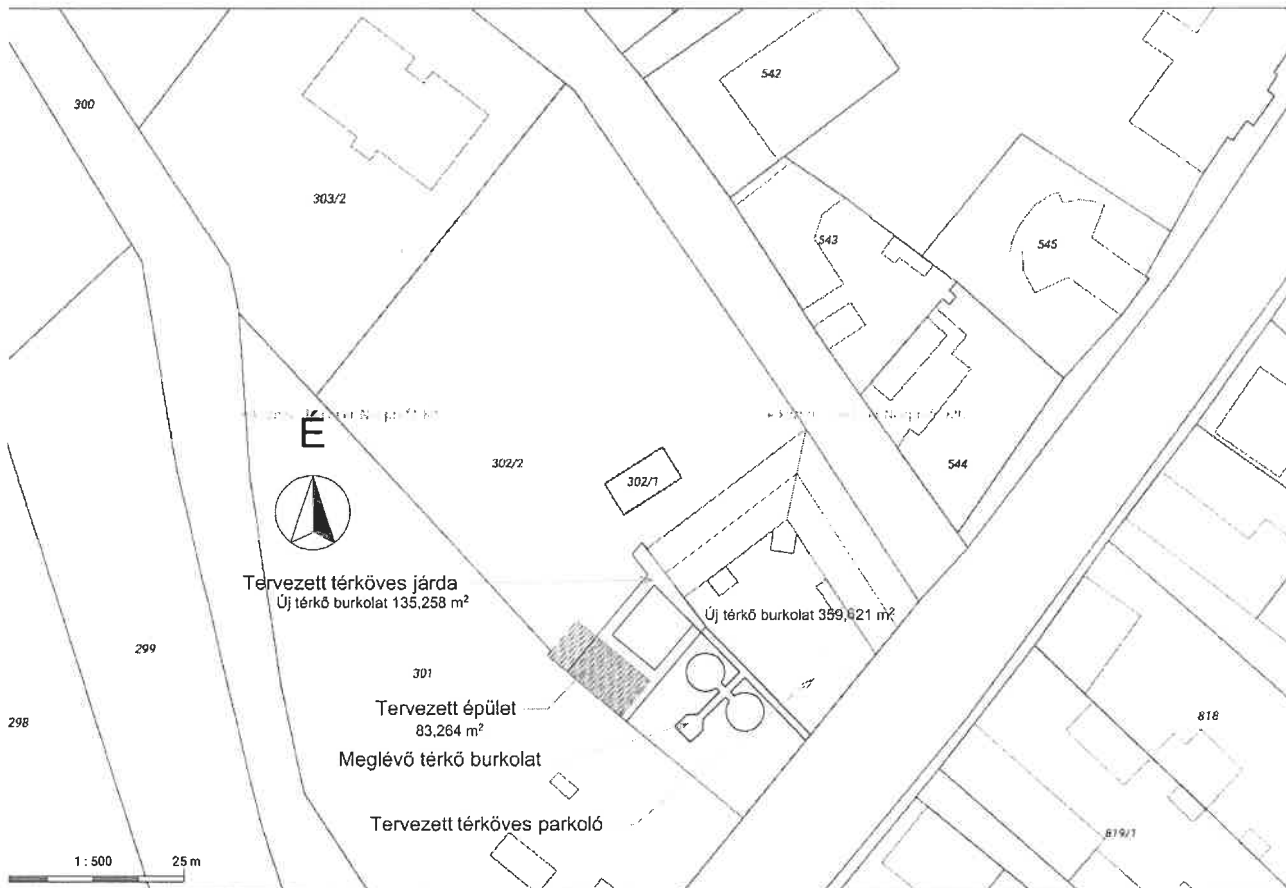 542
300
303/2
543
545
É
302/2
302/1
544
Tervezett térköves járda
Új térkő burkolat 135,258 m²
Új térkő burkolat 359,621 m²
299
301
Tervezett épület
83,264 m²
298
818
Meglévő térkő burkolat
Tervezett térköves parkoló
819/1
1 : 500
25 m